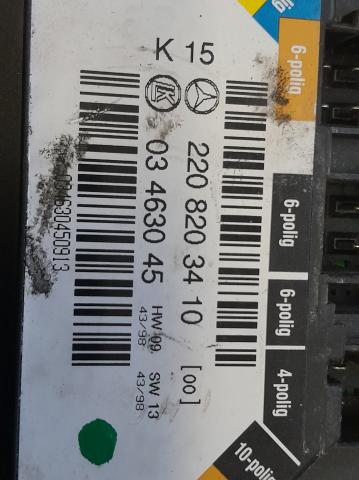 K 15
220 820 34 10 [00]
LK 03 4630 45 HW 09 SW 13
43/98 43/98
6-polig
6-polig
6-polig
4-polig
10-polig